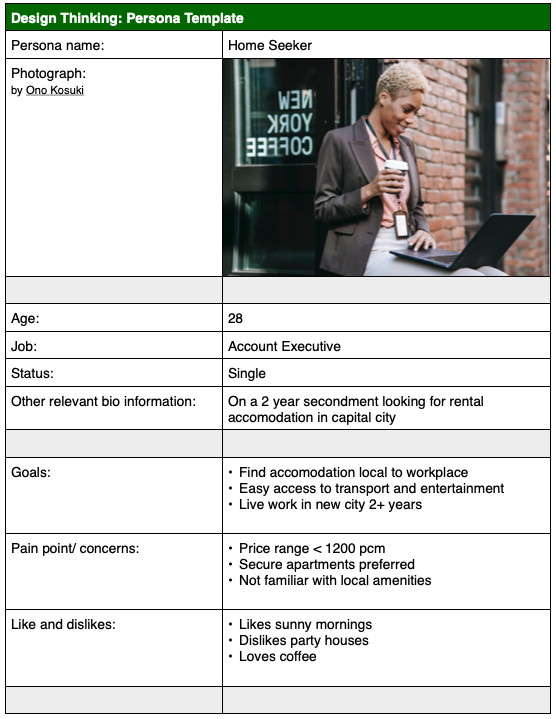 Design Thinking: Persona Template
Persona name:
Home Seeker
Photograph:
by Ono Kosuki
NEW
YORK
COFFEE
Age:
28
Job:
Account Executive
Status:
Single
Other relevant bio information:
On a 2 year secondment looking for rental
accomodation in capital city
Goals:
• Find accomodation local to workplace
• Easy access to transport and entertainment
• Live work in new city 2+ years
Pain point/ concerns:
• Price range < 1200 pcm
• Secure apartments preferred
• Not familiar with local amenities
Like and dislikes:
• Likes sunny mornings
• Dislikes party houses
• Loves coffee